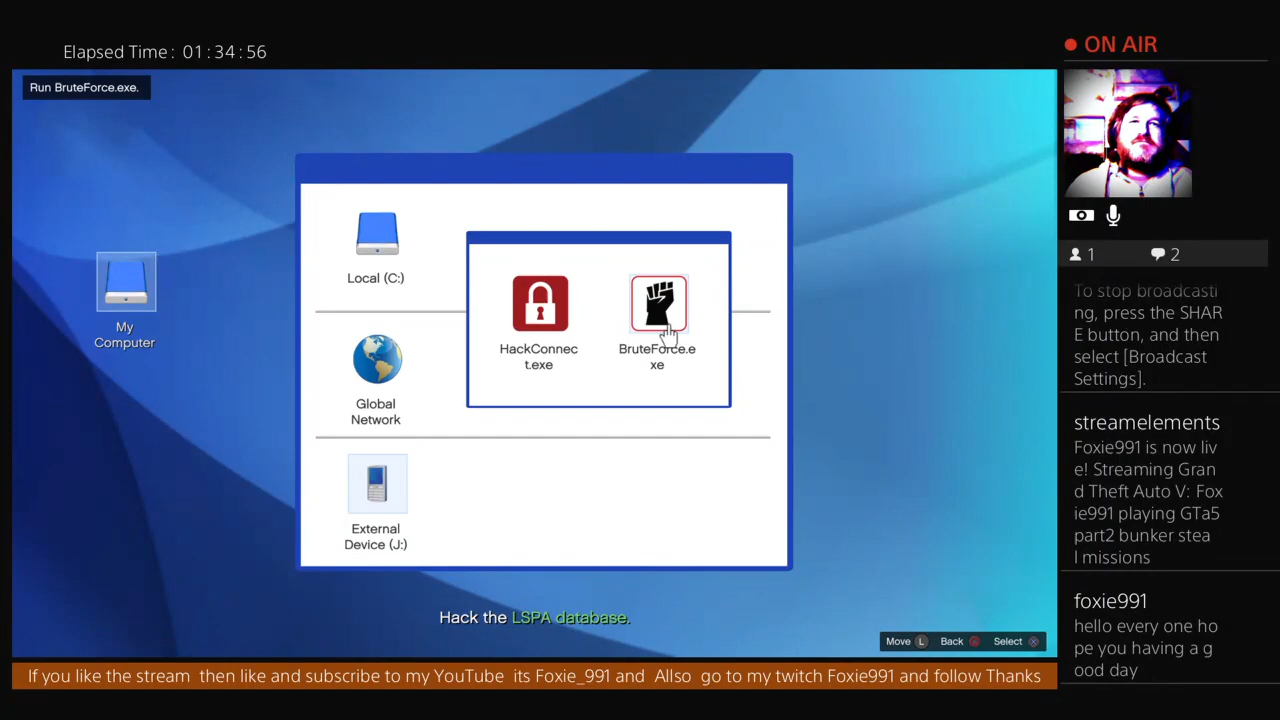 Elapsed Time: 01:34:56
ON AIR
Run BruteForce.exe.
Local (C:)
HackConnec
t.exe
BruteForce.e
xe
My
Computer
Global
Network
External
Device (J:)
Hack the LSPA database.
Move L Back Select
If you like the stream then like and subscribe to my YouTube its Foxie_991 and Allso go to my twitch Foxie991 and follow Thanks
1 2
To stop broadcasti
ng, press the SHAR
E button, and then
select [Broadcast
Settings].
streamelements
Foxie991 is now liv
e! Streaming Gran
d Theft Auto V: Fox
ie991 playing GTa5
part2 bunker stea
l missions
foxie991
hello every one ho
pe you having a g
ood day